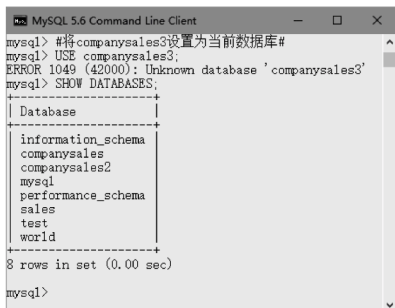 MySQL 5.6 Command Line Client
mysql> #将companysales3设置为当前数据库#
mysql> USE companysales3;
ERROR 1049 (42000): Unknown database 'companysales3'
mysql> SHOW DATABASES;
+--------------------+
| Database           |
+--------------------+
| information_schema |
| companysales       |
| companysales2      |
| mysql              |
| performance_schema |
| sales              |
| test               |
| world              |
+--------------------+
8 rows in set (0.00 sec)
mysql>